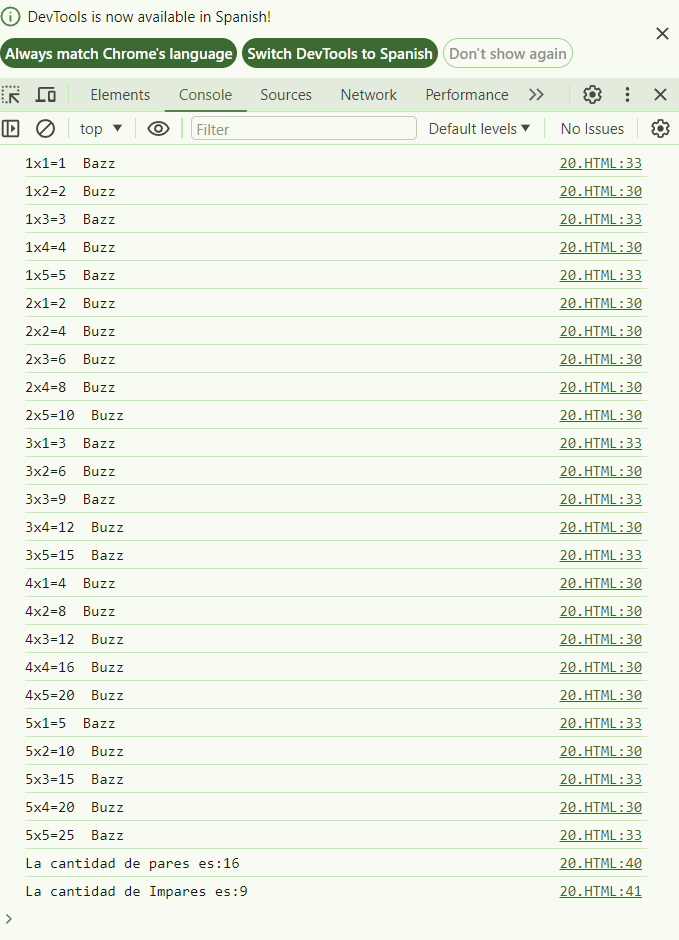 DevTools is now available in Spanish!
Always match Chrome's language Switch DevTools to Spanish Don't show again
Elements Console Sources Network Performance
top Filter Default levels No Issues
1x1=1  Bazz 20.HTML:33
1x2=2  Buzz 20.HTML:30
1x3=3  Bazz 20.HTML:33
1x4=4  Buzz 20.HTML:30
1x5=5  Bazz 20.HTML:33
2x1=2  Buzz 20.HTML:30
2x2=4  Buzz 20.HTML:30
2x3=6  Buzz 20.HTML:30
2x4=8  Buzz 20.HTML:30
2x5=10  Buzz 20.HTML:30
3x1=3  Bazz 20.HTML:33
3x2=6  Buzz 20.HTML:30
3x3=9  Bazz 20.HTML:33
3x4=12  Buzz 20.HTML:30
3x5=15  Bazz 20.HTML:33
4x1=4  Buzz 20.HTML:30
4x2=8  Buzz 20.HTML:30
4x3=12  Buzz 20.HTML:30
4x4=16  Buzz 20.HTML:30
4x5=20  Buzz 20.HTML:30
5x1=5  Bazz 20.HTML:33
5x2=10  Buzz 20.HTML:30
5x3=15  Bazz 20.HTML:33
5x4=20  Buzz 20.HTML:30
5x5=25  Bazz 20.HTML:33
La cantidad de pares es:16 20.HTML:40
La cantidad de Impares es:9 20.HTML:41